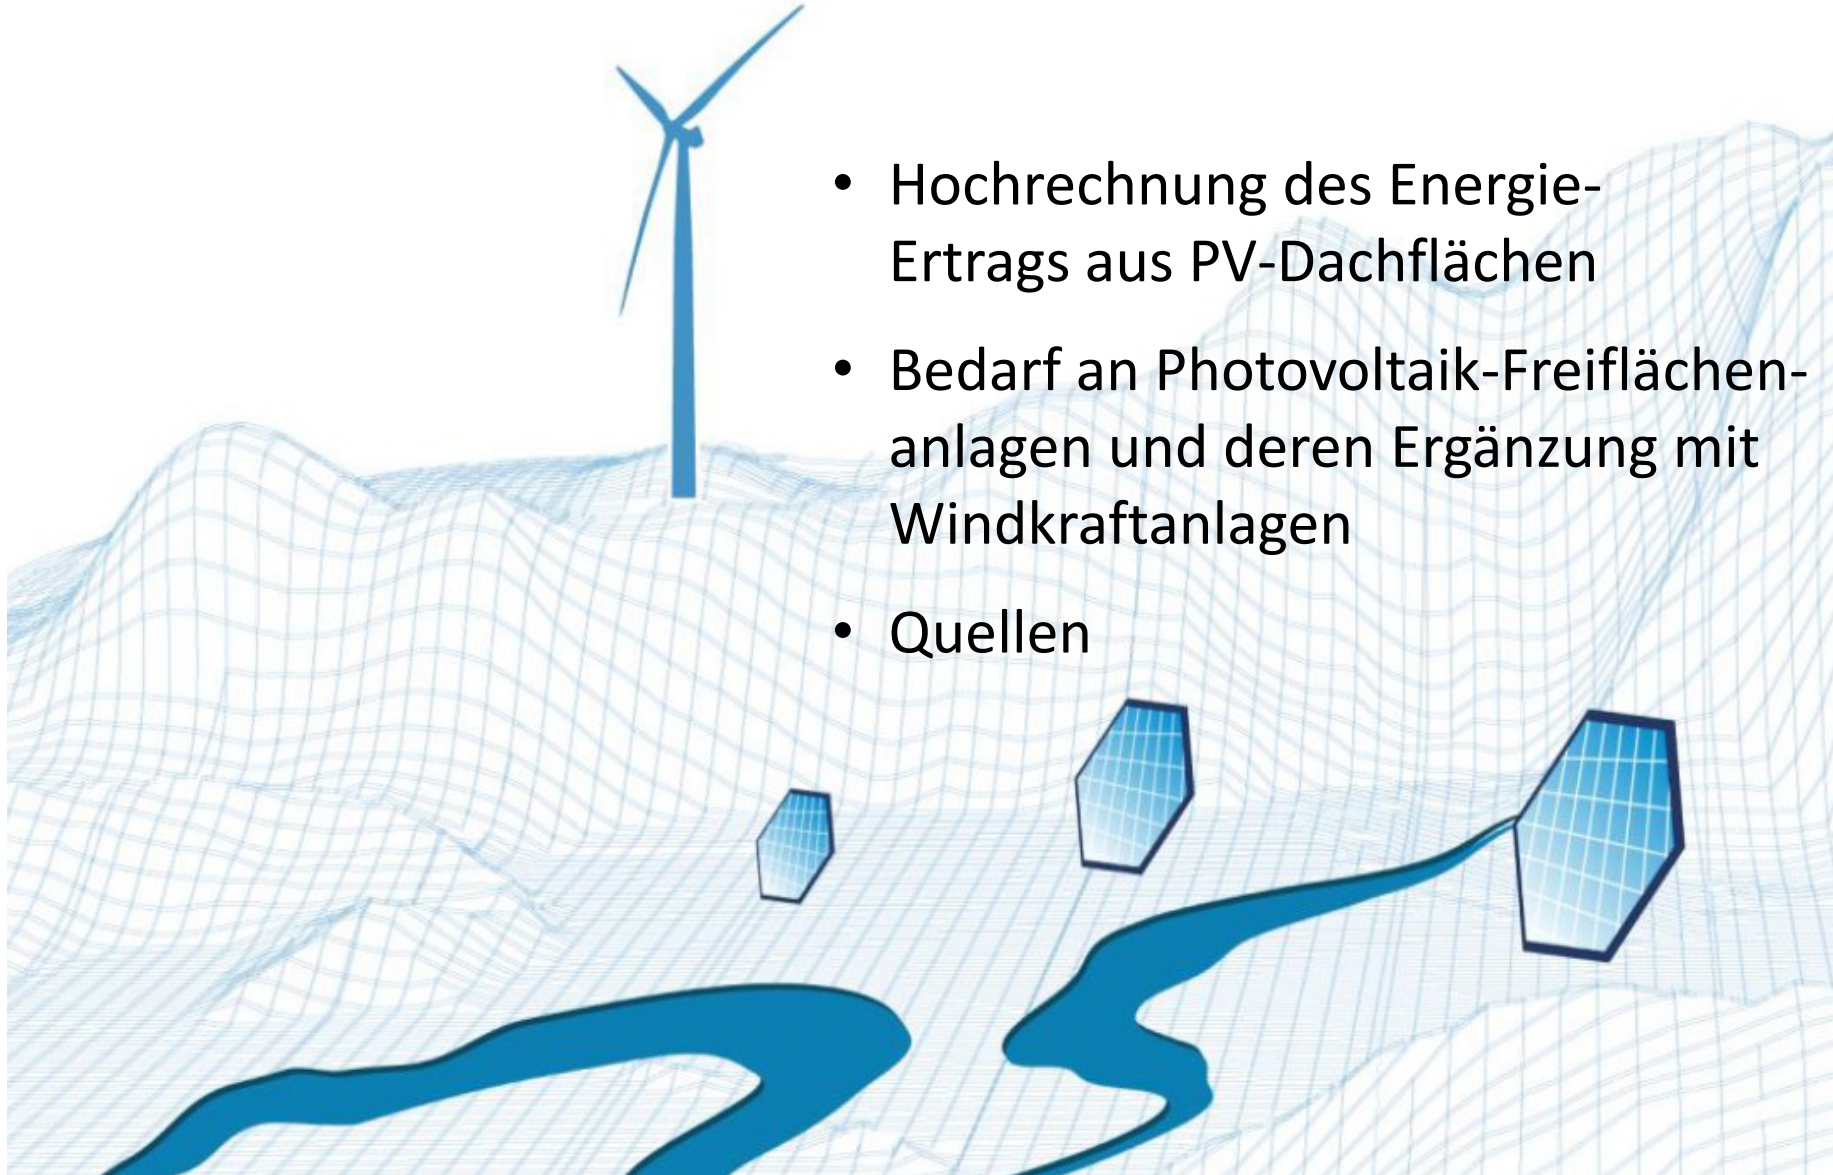 • Hochrechnung des Energie-
Ertrags aus PV-Dachflächen
• Bedarf an Photovoltaik-Freiflächen-
anlagen und deren Ergänzung mit
Windkraftanlagen
• Quellen